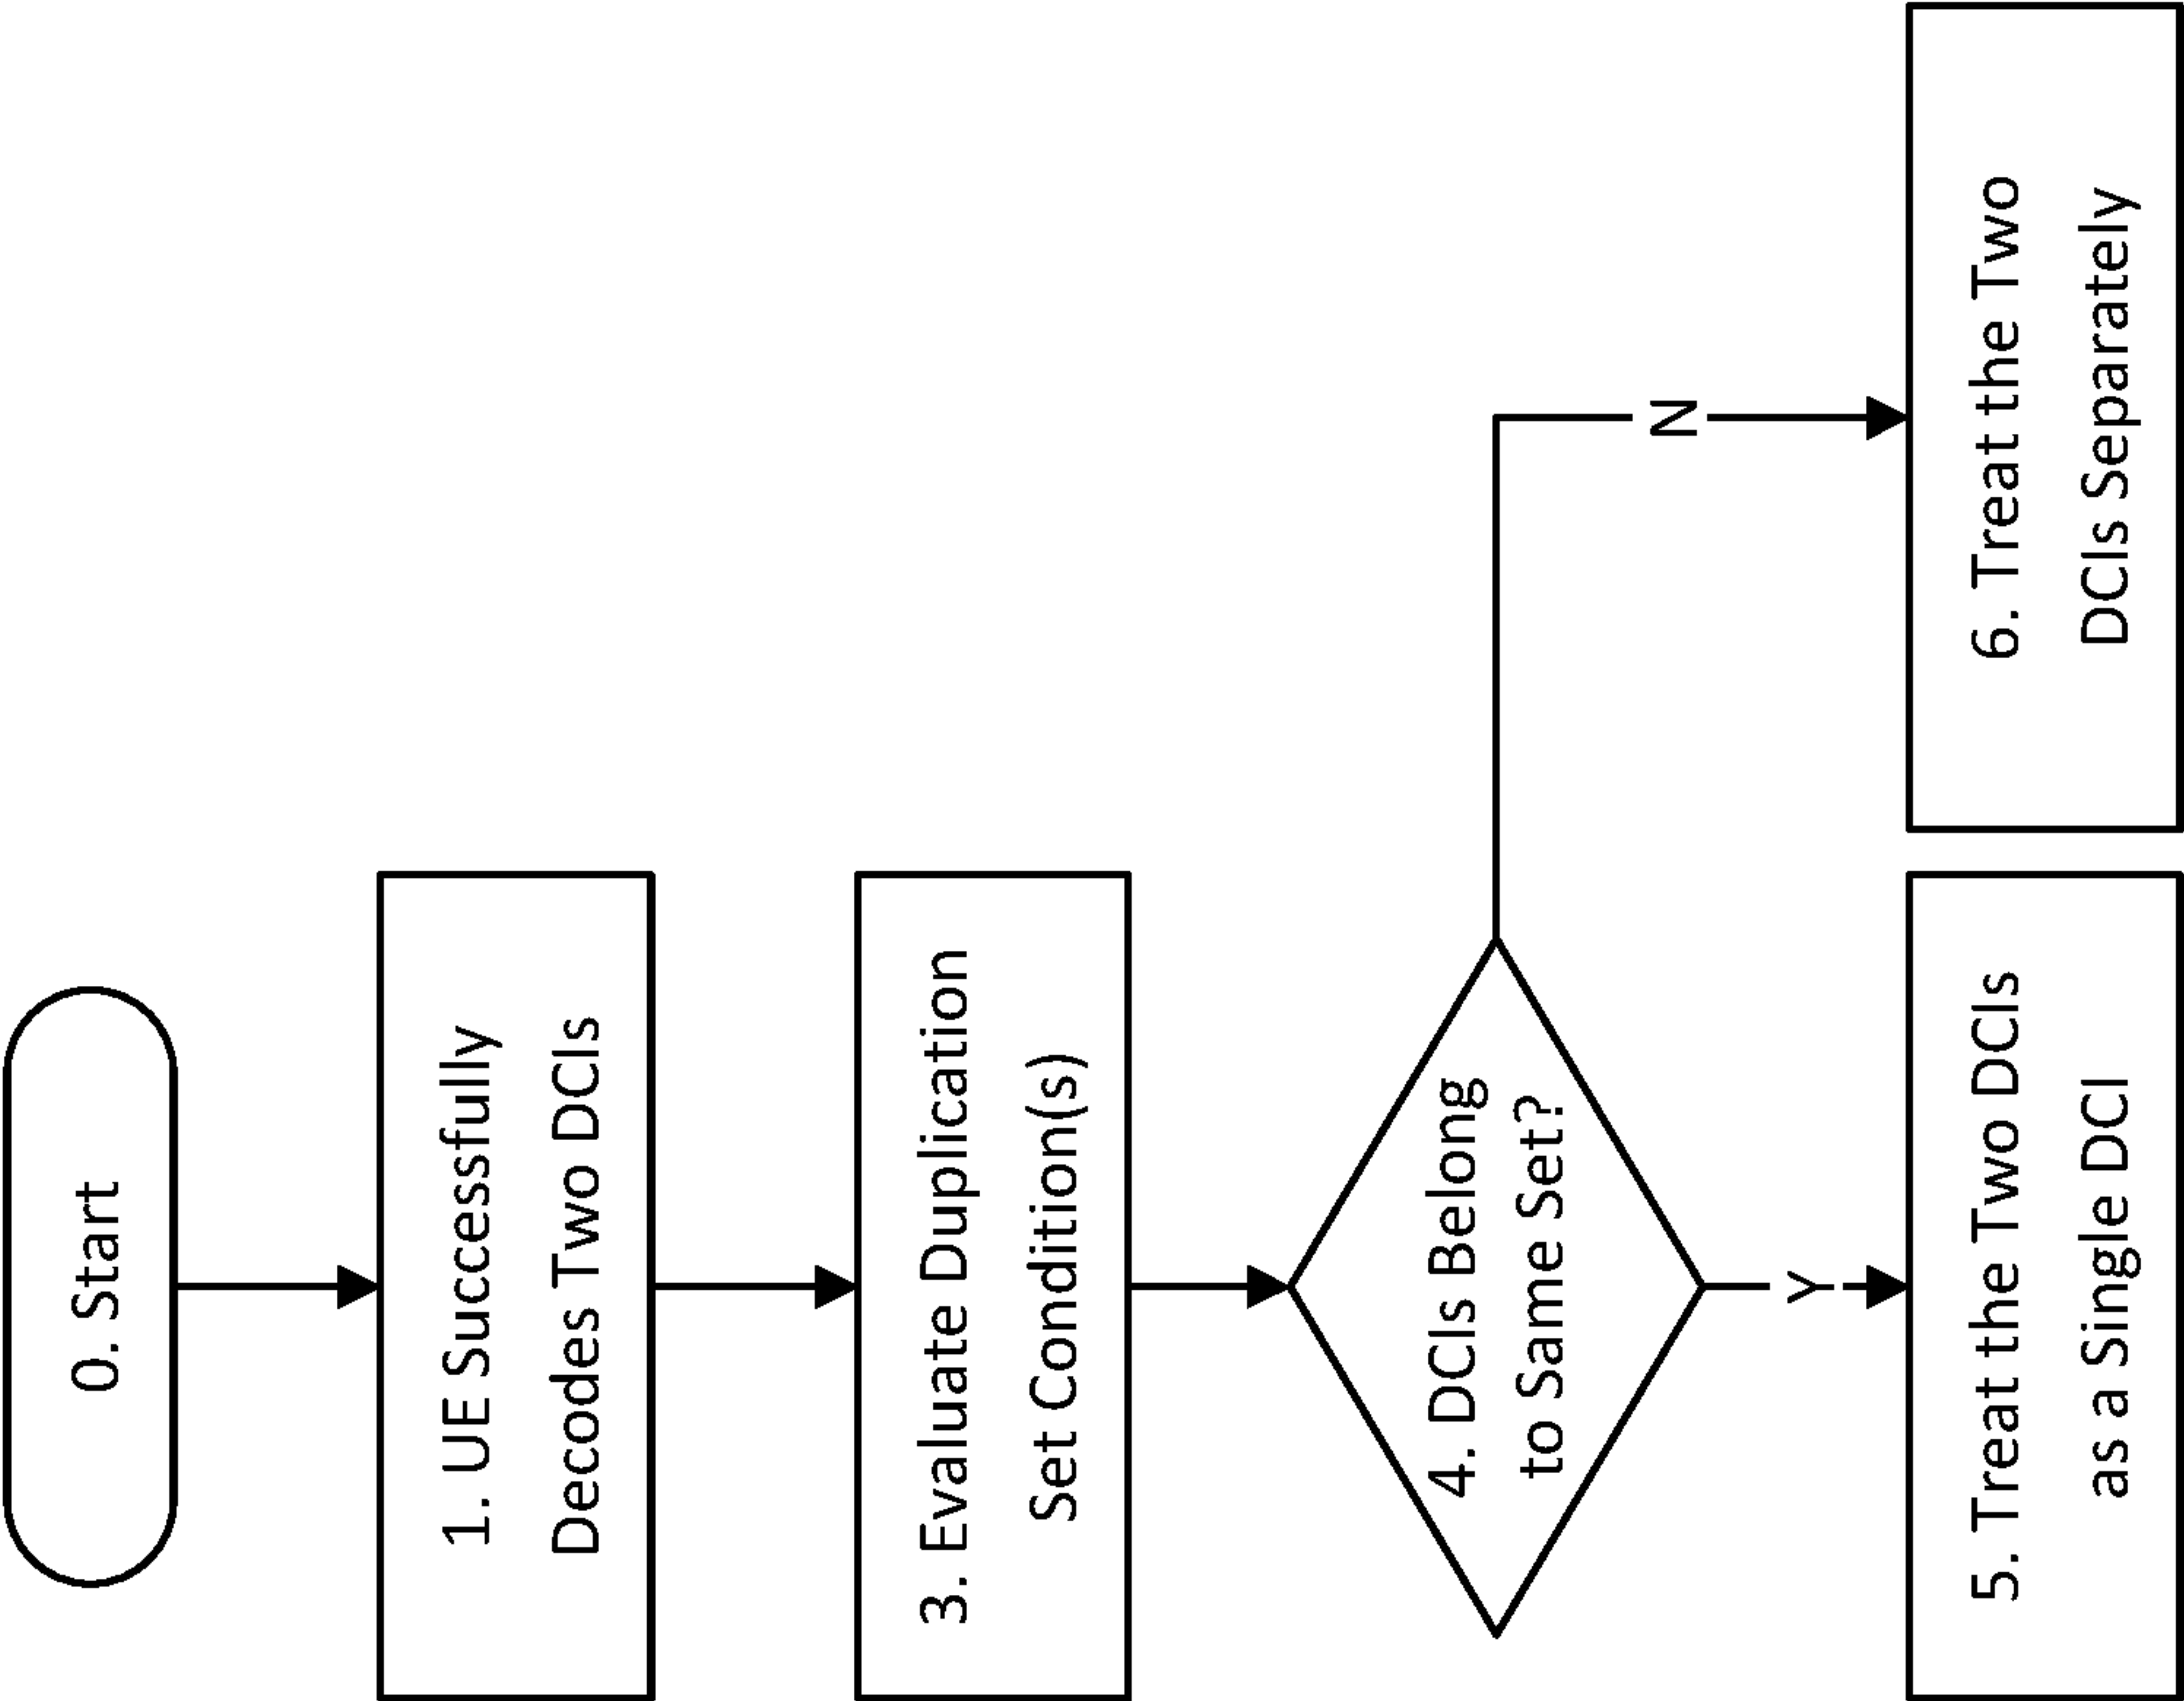 0. Start
1. UE Successfully
Decodes Two DCIs
3. Evaluate Duplication
Set Condition(s)
4. DCIs Belong
to Same Set?
Y
N
5. Treat the Two DCIs
as a Single DCI
6. Treat the Two
DCIs Separately